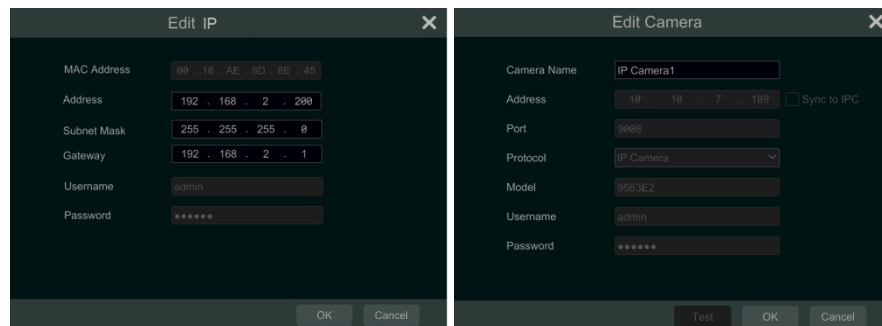 Edit IP
MAC Address 00 : 18 : AE : 8D : 8E : 45
Address 192 . 168 . 2 . 200
Subnet Mask 255 . 255 . 255 . 0
Gateway 192 . 168 . 2 . 1
Username admin
Password ●●●●●●
OK Cancel
Edit Camera
Camera Name IP Camera1
Address 10 . 10 . 7 . 189 Sync to IPC
Port 9008
Protocol IP Camera
Model 9583E2
Username admin
Password ●●●●●●
Test OK Cancel